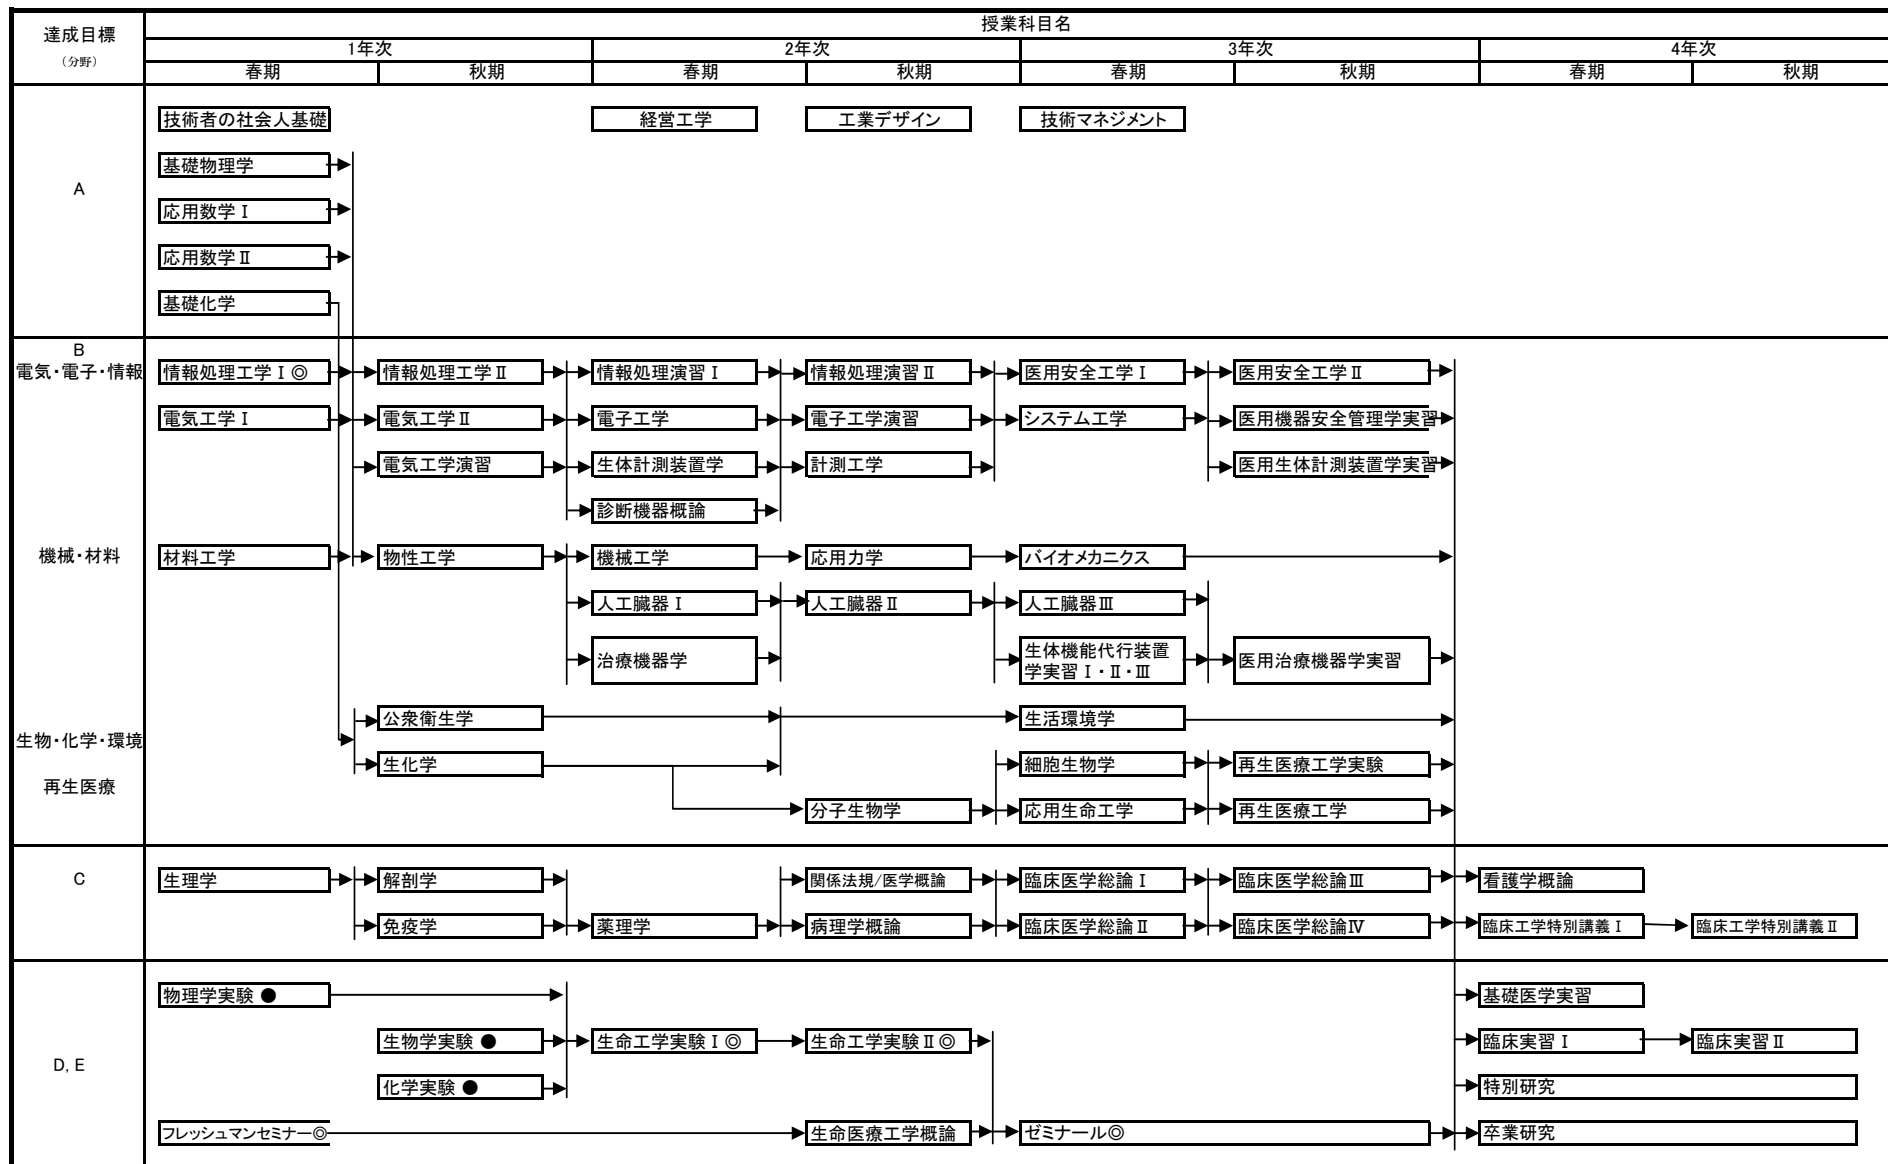 達成目標
(分野)
授業科目名
1年次 2年次 3年次 4年次
春期 秋期 春期 秋期 春期 秋期 春期 秋期
A
技術者の社会人基礎 経営工学 工業デザイン 技術マネジメント
基礎物理学
応用数学Ⅰ
応用数学Ⅱ
基礎化学
B
電気・電子・情報
情報処理工学Ⅰ◎ 情報処理工学Ⅱ 情報処理演習Ⅰ 情報処理演習Ⅱ 医用安全工学Ⅰ 医用安全工学Ⅱ
電気工学Ⅰ 電気工学Ⅱ 電子工学 電子工学演習 システム工学 医用機器安全管理学実習
電気工学演習 生体計測装置学 計測工学 医用生体計測装置学実習
診断機器概論
機械・材料
材料工学 物性工学 機械工学 応用力学 バイオメカニクス
人工臓器Ⅰ 人工臓器Ⅱ 人工臓器Ⅲ
治療機器学 生体機能代行装置
学実習Ⅰ・Ⅱ・Ⅲ 医用治療機器学実習
公衆衛生学 生活環境学
生物・化学・環境
生化学 細胞生物学 再生医療工学実験
再生医療
分子生物学 応用生命工学 再生医療工学
C
生理学 解剖学 関係法規/医学概論 臨床医学総論Ⅰ 臨床医学総論Ⅲ 看護学概論
免疫学 薬理学 病理学概論 臨床医学総論Ⅱ 臨床医学総論Ⅳ 臨床工学特別講義Ⅰ 臨床工学特別講義Ⅱ
D, E
物理学実験 ● 基礎医学実習
生物学実験 ● 生命工学実験Ⅰ◎ 生命工学実験Ⅱ◎ 臨床実習Ⅰ 臨床実習Ⅱ
化学実験 ● 特別研究
フレッシュマンセミナー◎ 生命医療工学概論 ゼミナール◎ 卒業研究